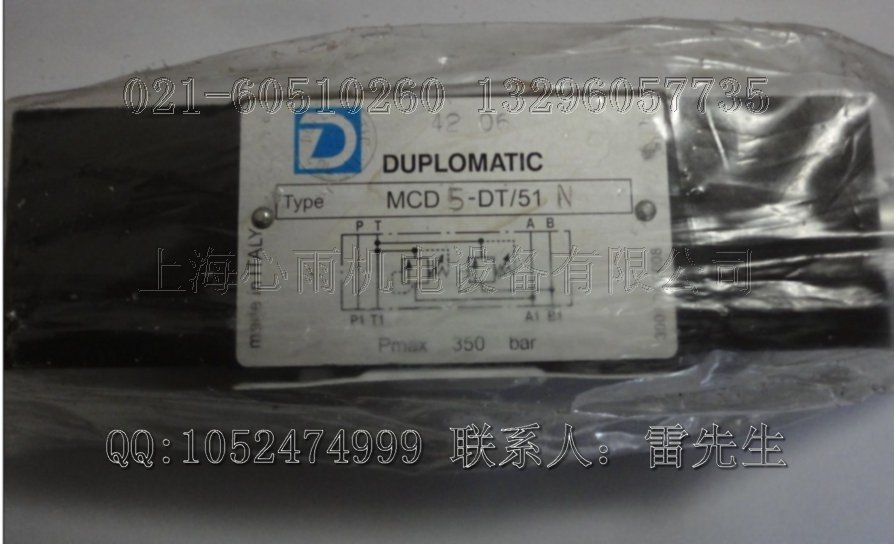 021-60510260 13296057735
42 06
DUPLOMATIC
Type MCD 5-DT/51 N
P T A B
上海心雨机电设备有限公司
made in ITALY
P1 T1 A1 B1
Pmax 350 bar
QQ:1052474999 联系人：雷先生